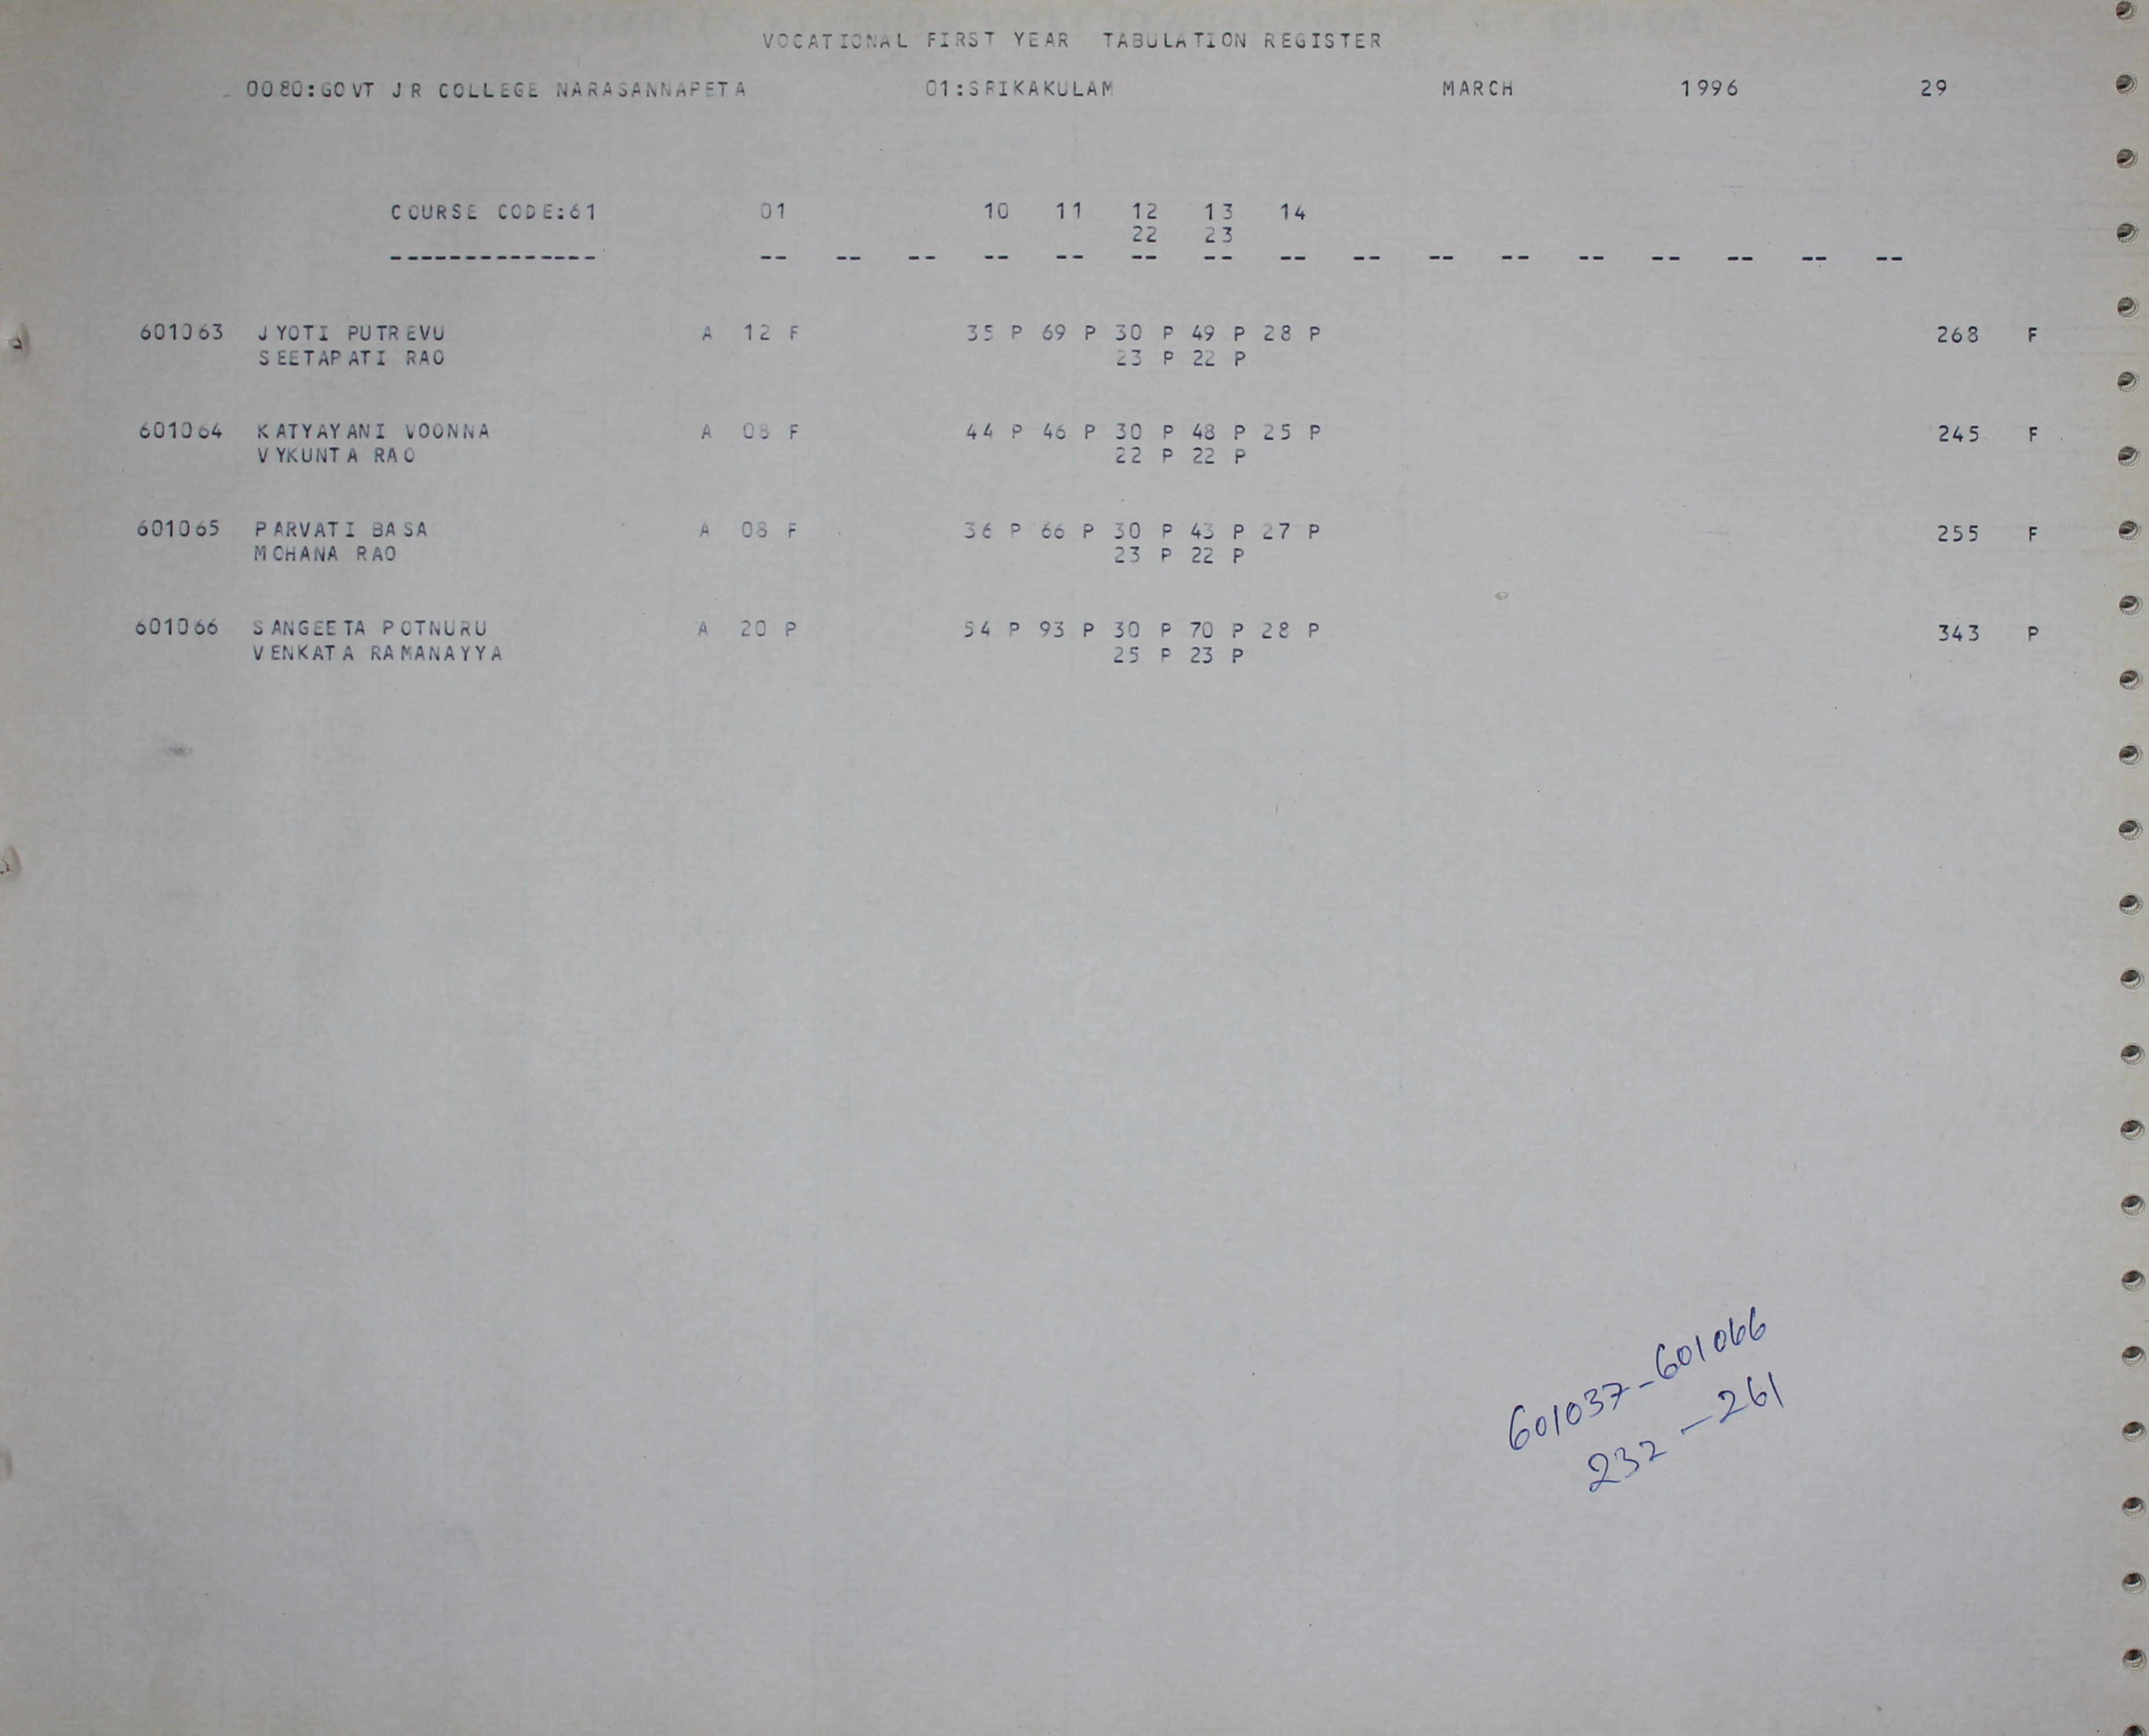 VOCATIONAL FIRST YEAR TABULATION REGISTER
0080:GOVT JR COLLEGE NARASANNAPETA 01:SRIKAKULAM MARCH 1996 29
COURSE CODE:61 01 10 11 12 13 14
22 23
-------------- -- -- -- -- -- -- -- -- -- -- -- -- -- -- -- --
601063 JYOTI PUTREVU A 12 F 35 P 69 P 30 P 49 P 28 P 268 F
SEETAPATI RAO 23 P 22 P
601064 KATYAYANI VOONNA A 08 F 44 P 46 P 30 P 48 P 25 P 245 F
VYKUNTA RAO 22 P 22 P
601065 PARVATI BASA A 08 F 36 P 66 P 30 P 43 P 27 P 255 F
MOHANA RAO 23 P 22 P
601066 SANGEETA POTNURU A 20 P 54 P 93 P 30 P 70 P 28 P 343 P
VENKATA RAMANAYYA 25 P 23 P
601037-601066
232 - 261